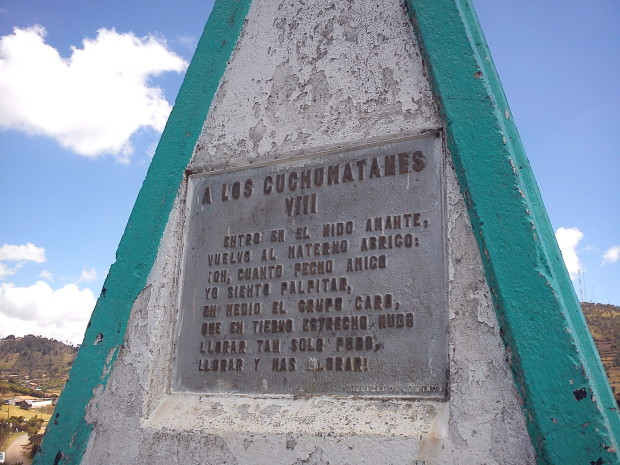 A LOS CUCHUMATANES
VIII
ENTRO EN EL NIDO AMANTE,
VUELVO AL MATERNO ABRIGO:
¡OH, CUANTO PECHO AMIGO
YO SIENTO PALPITAR,
EN MEDIO EL GRUPO CARO,
QUE EN TIERNO ESTRECHO NUDO
LLORAR TAN SOLO PUDO,
LLORAR Y MAS LLORAR!